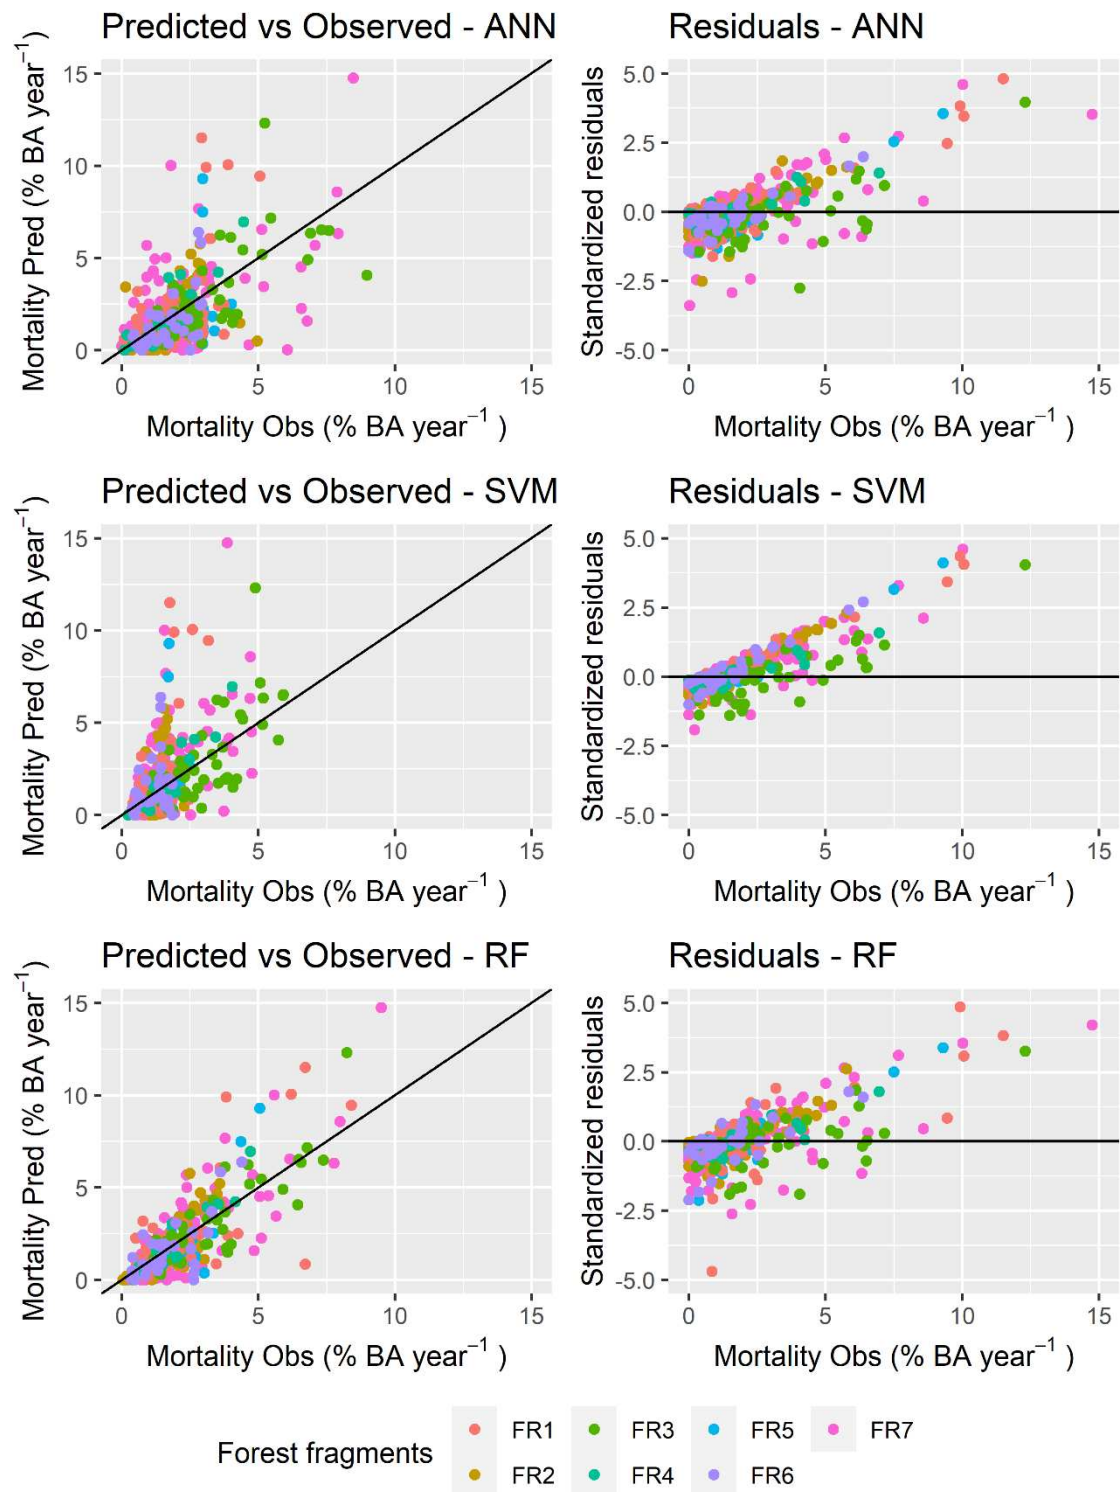 Predicted vs Observed - ANN
Mortality Pred (% BA year⁻¹)
15
10
5
0
0 5 10 15
Mortality Obs (% BA year⁻¹ )
Residuals - ANN
Standardized residuals
5.0
2.5
0.0
-2.5
-5.0
0 5 10 15
Mortality Obs (% BA year⁻¹ )
Predicted vs Observed - SVM
Mortality Pred (% BA year⁻¹)
15
10
5
0
0 5 10 15
Mortality Obs (% BA year⁻¹ )
Residuals - SVM
Standardized residuals
5.0
2.5
0.0
-2.5
-5.0
0 5 10 15
Mortality Obs (% BA year⁻¹ )
Predicted vs Observed - RF
Mortality Pred (% BA year⁻¹)
15
10
5
0
0 5 10 15
Mortality Obs (% BA year⁻¹ )
Residuals - RF
Standardized residuals
5.0
2.5
0.0
-2.5
-5.0
0 5 10 15
Mortality Obs (% BA year⁻¹ )
Forest fragments
FR1 FR3 FR5 FR7
FR2 FR4 FR6